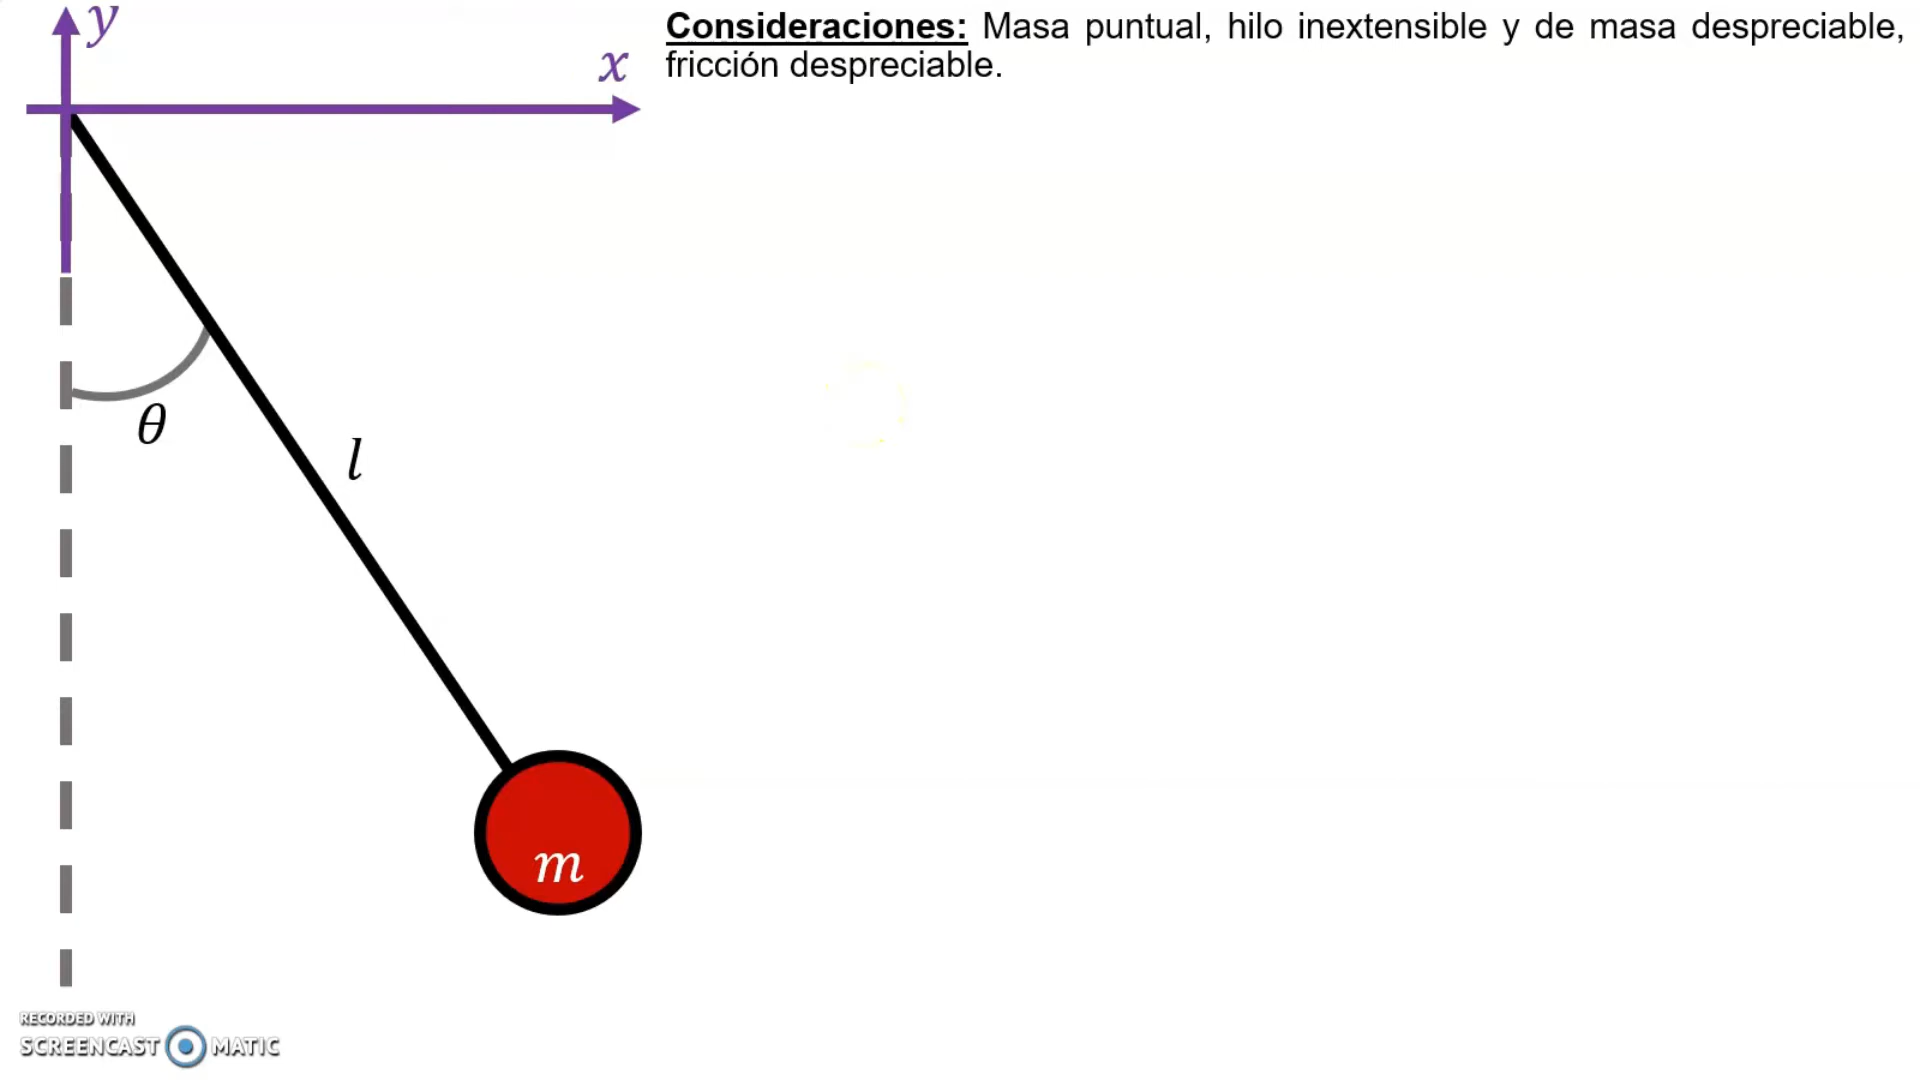 y
x
Consideraciones: Masa puntual, hilo inextensible y de masa despreciable,
fricción despreciable.
θ
l
m
RECORDED WITH
SCREENCAST MATIC